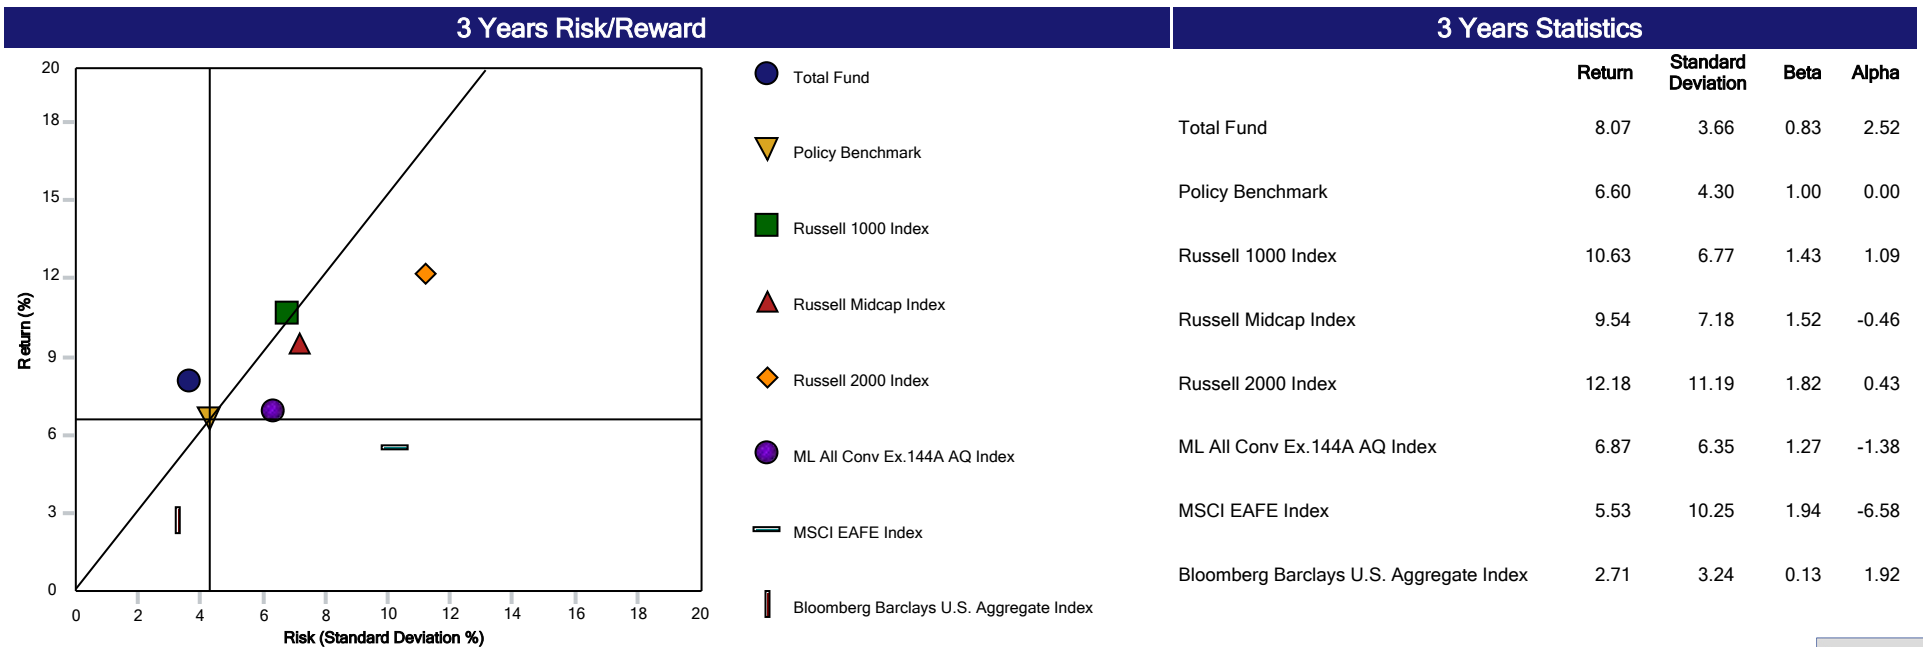 3 Years Risk/Reward
20
18
15
12
9
6
3
0
Return (%)
0 2 4 6 8 10 12 14 16 18 20
Risk (Standard Deviation %)
Total Fund
Policy Benchmark
Russell 1000 Index
Russell Midcap Index
Russell 2000 Index
ML All Conv Ex.144A AQ Index
MSCI EAFE Index
Bloomberg Barclays U.S. Aggregate Index
3 Years Statistics
Return Standard Deviation Beta Alpha
Total Fund 8.07 3.66 0.83 2.52
Policy Benchmark 6.60 4.30 1.00 0.00
Russell 1000 Index 10.63 6.77 1.43 1.09
Russell Midcap Index 9.54 7.18 1.52 -0.46
Russell 2000 Index 12.18 11.19 1.82 0.43
ML All Conv Ex.144A AQ Index 6.87 6.35 1.27 -1.38
MSCI EAFE Index 5.53 10.25 1.94 -6.58
Bloomberg Barclays U.S. Aggregate Index 2.71 3.24 0.13 1.92